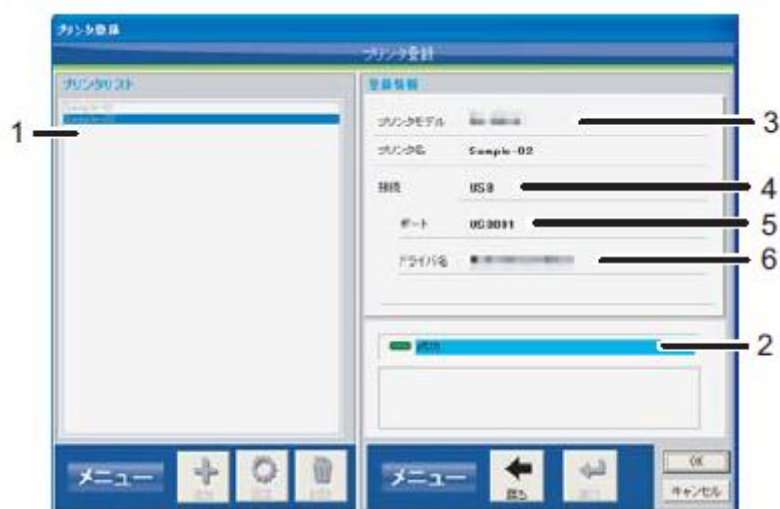 プリンタ登録
プリンタ登録
プリンタリスト
登録情報
Sample-02
プリンタモデル
プリンタ名 Sample-02
接続 USB
ポート USB001
ドライバ名
メニュー
メニュー
戻る
OK
キャンセル
1
2
3
4
5
6